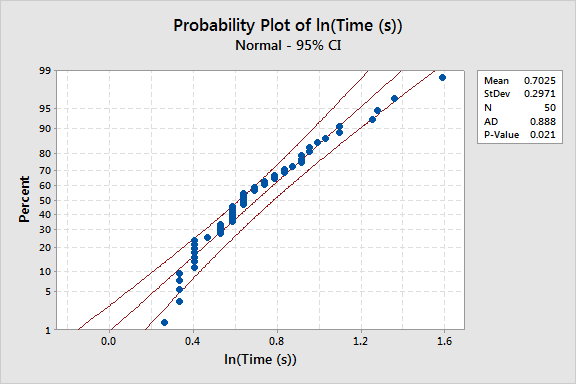 Probability Plot of ln(Time (s))
Normal - 95% CI
99
95
90
80
70
60
50
40
30
20
10
5
1
Percent
0.0 0.4 0.8 1.2 1.6
ln(Time (s))
Mean 0.7025
StDev 0.2971
N 50
AD 0.888
P-Value 0.021